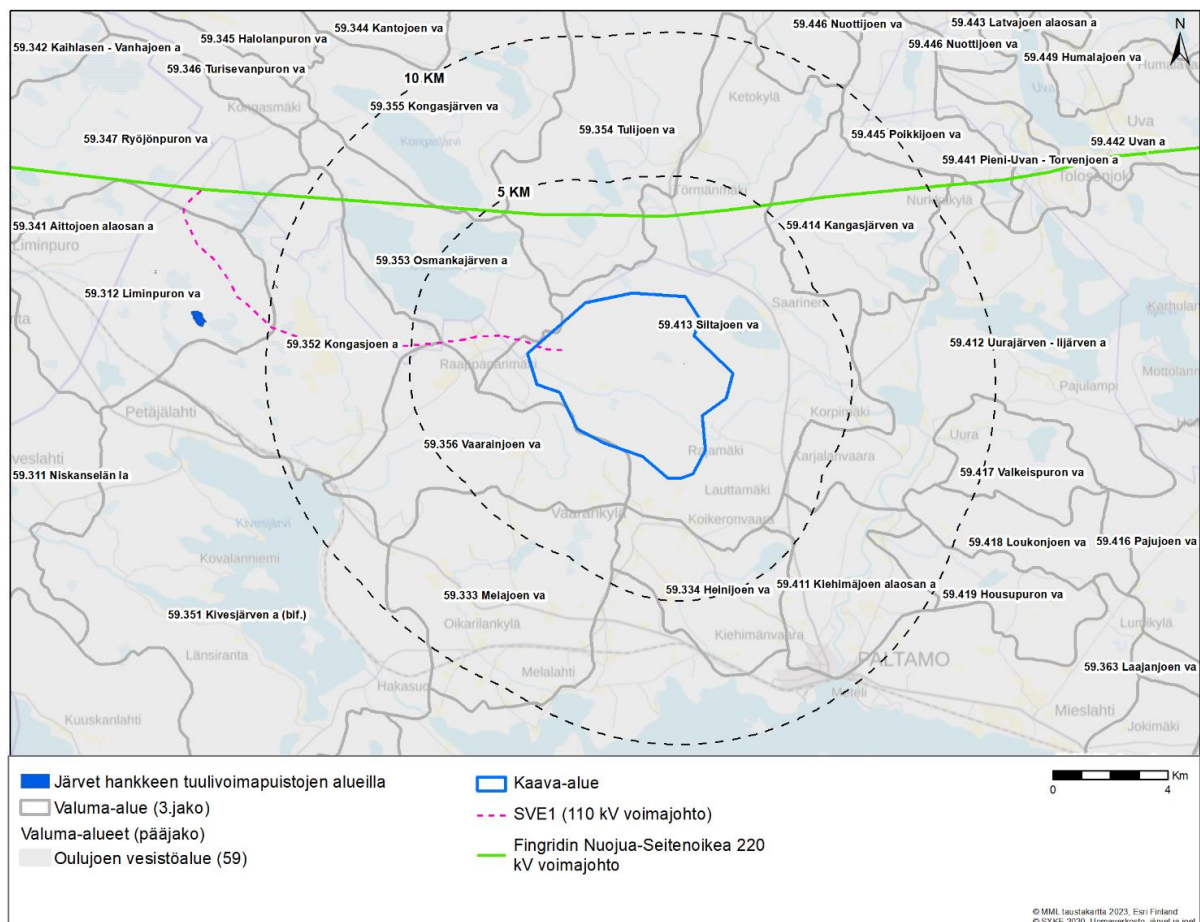 59.344 Kantojen va
59.446 Nuottijoen va
59.443 Latvajoen alaosan a
N
59.345 Halolanpuron va
59.342 Kaihlasen - Vanhajoen a
59.446 Nuottijoen va
59.449 Humalajoen va
59.346 Turisevanpuron va
10 KM
Ketokylä
Uva
Kongasmäki
59.355 Kongasjärven va
59.354 Tulijoen va
59.445 Poikkijoen va
Uva
59.347 Ryöjönpuron va
Kongasjärvi
59.442 Uvan a
59.441 Pieni-Uvan - Torvenjoen a
Tolosenjok
5 KM
Törmänmäki
59.341 Aittojoen alaosan a
59.414 Kangasjärven va
Liminpuro
59.353 Osmankajärven a
59.312 Liminpuron va
Saarinen
59.413 Siltajoen va
59.352 Kongasjoen a
59.412 Uurajärven - Iijärven a
Raappananmäki
Pajulampi
Petäjälahti
Korpimäki
Uura
59.356 Vaarainjoen va
Karjalanvaara
59.311 Niskanselän la
59.417 Valkeispuron va
Lauttamäki
Vaarankylä
Koikeronvaara
Kivesjärvi
59.418 Loukonjoen va
59.416 Pajujoen va
Kovalanniemi
59.333 Melajoen va
59.334 Heinijoen va
59.411 Kiehimäjoen alaosan a
59.419 Housupuron va
59.351 Kivesjärven a (bif.)
Oikarilankylä
Kiehimänvaara
Länsiranta
Melalahti
PALTAMO
59.363 Laajanjoen va
Hakasuo
Meteli
Mieslahti
Kuuskanlahti
Jokimäki
Järvet hankkeen tuulivoimapuistojen alueilla
Valuma-alue (3.jako)
Valuma-alueet (pääjako)
Oulujoen vesistöalue (59)
Kaava-alue
SVE1 (110 kV voimajohto)
Fingridin Nuojua-Seitenoikea 220
kV voimajohto
Km
0 4
© MML taustakartta 2023, Esri Finland